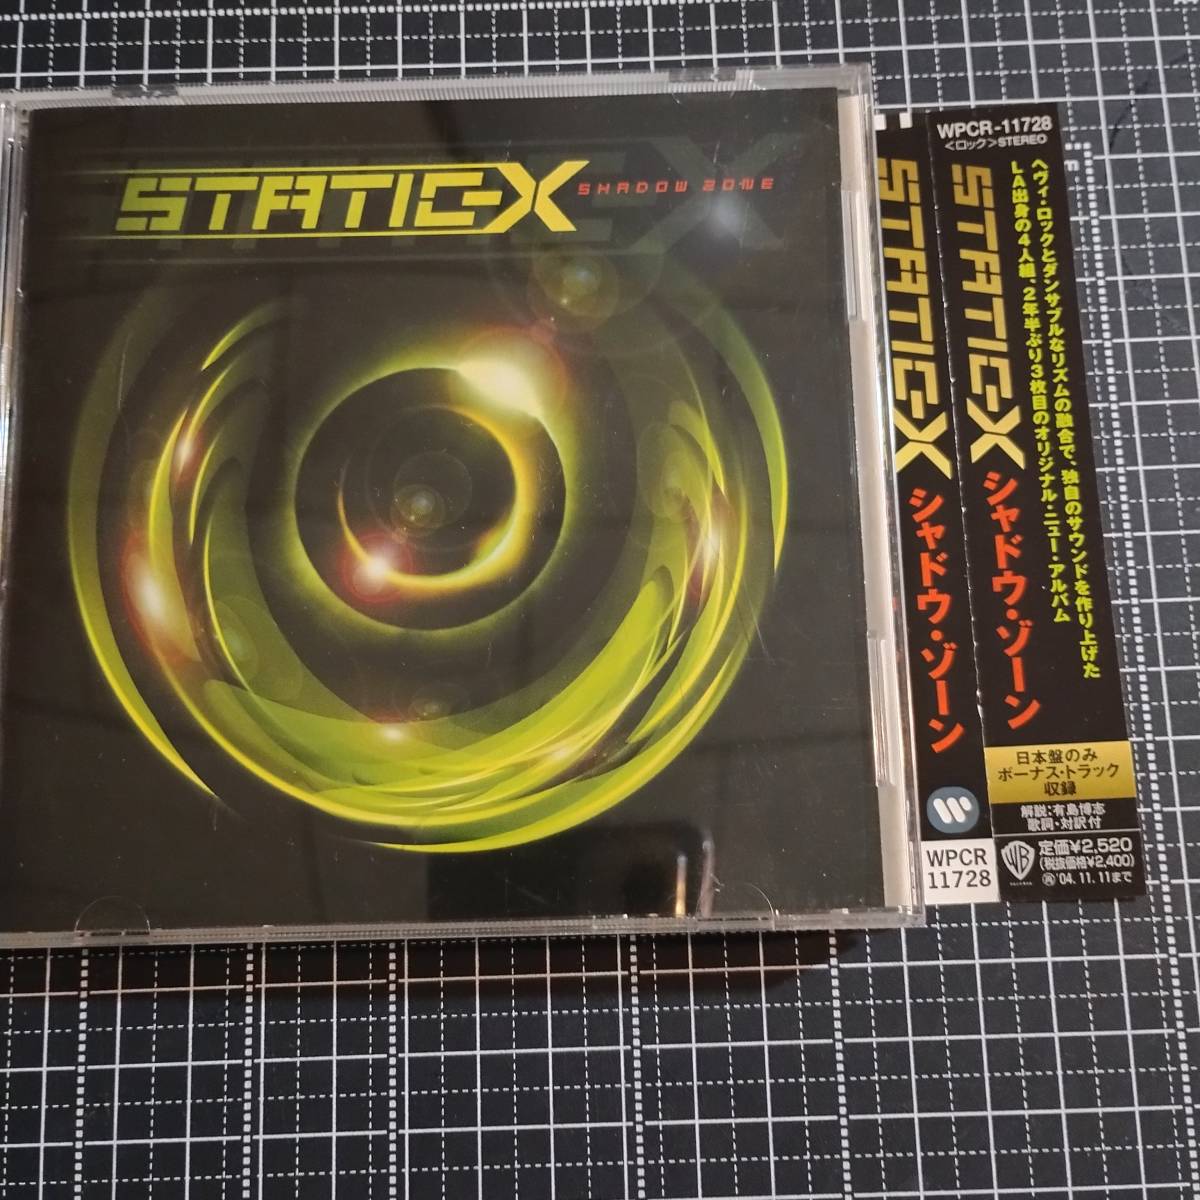 STATIC-X SHADOW ZONE
STATIC-X シャドウ・ゾーン
WPCR
11728
WPCR-11728
<ロック>STEREO
ヘヴィ・ロックとダンサブルなリズムの融合で、独自のサウンドを作り上げた
LA出身の4人組、2年半ぶり3枚目のオリジナル・ニュー・アルバム
STATIC-X シャドウ・ゾーン
日本盤のみ
ボーナス・トラック
収録
解説:有島博志
歌詞・対訳付
定価¥2,520
(税抜価格¥2,400)
'04.11.11まで